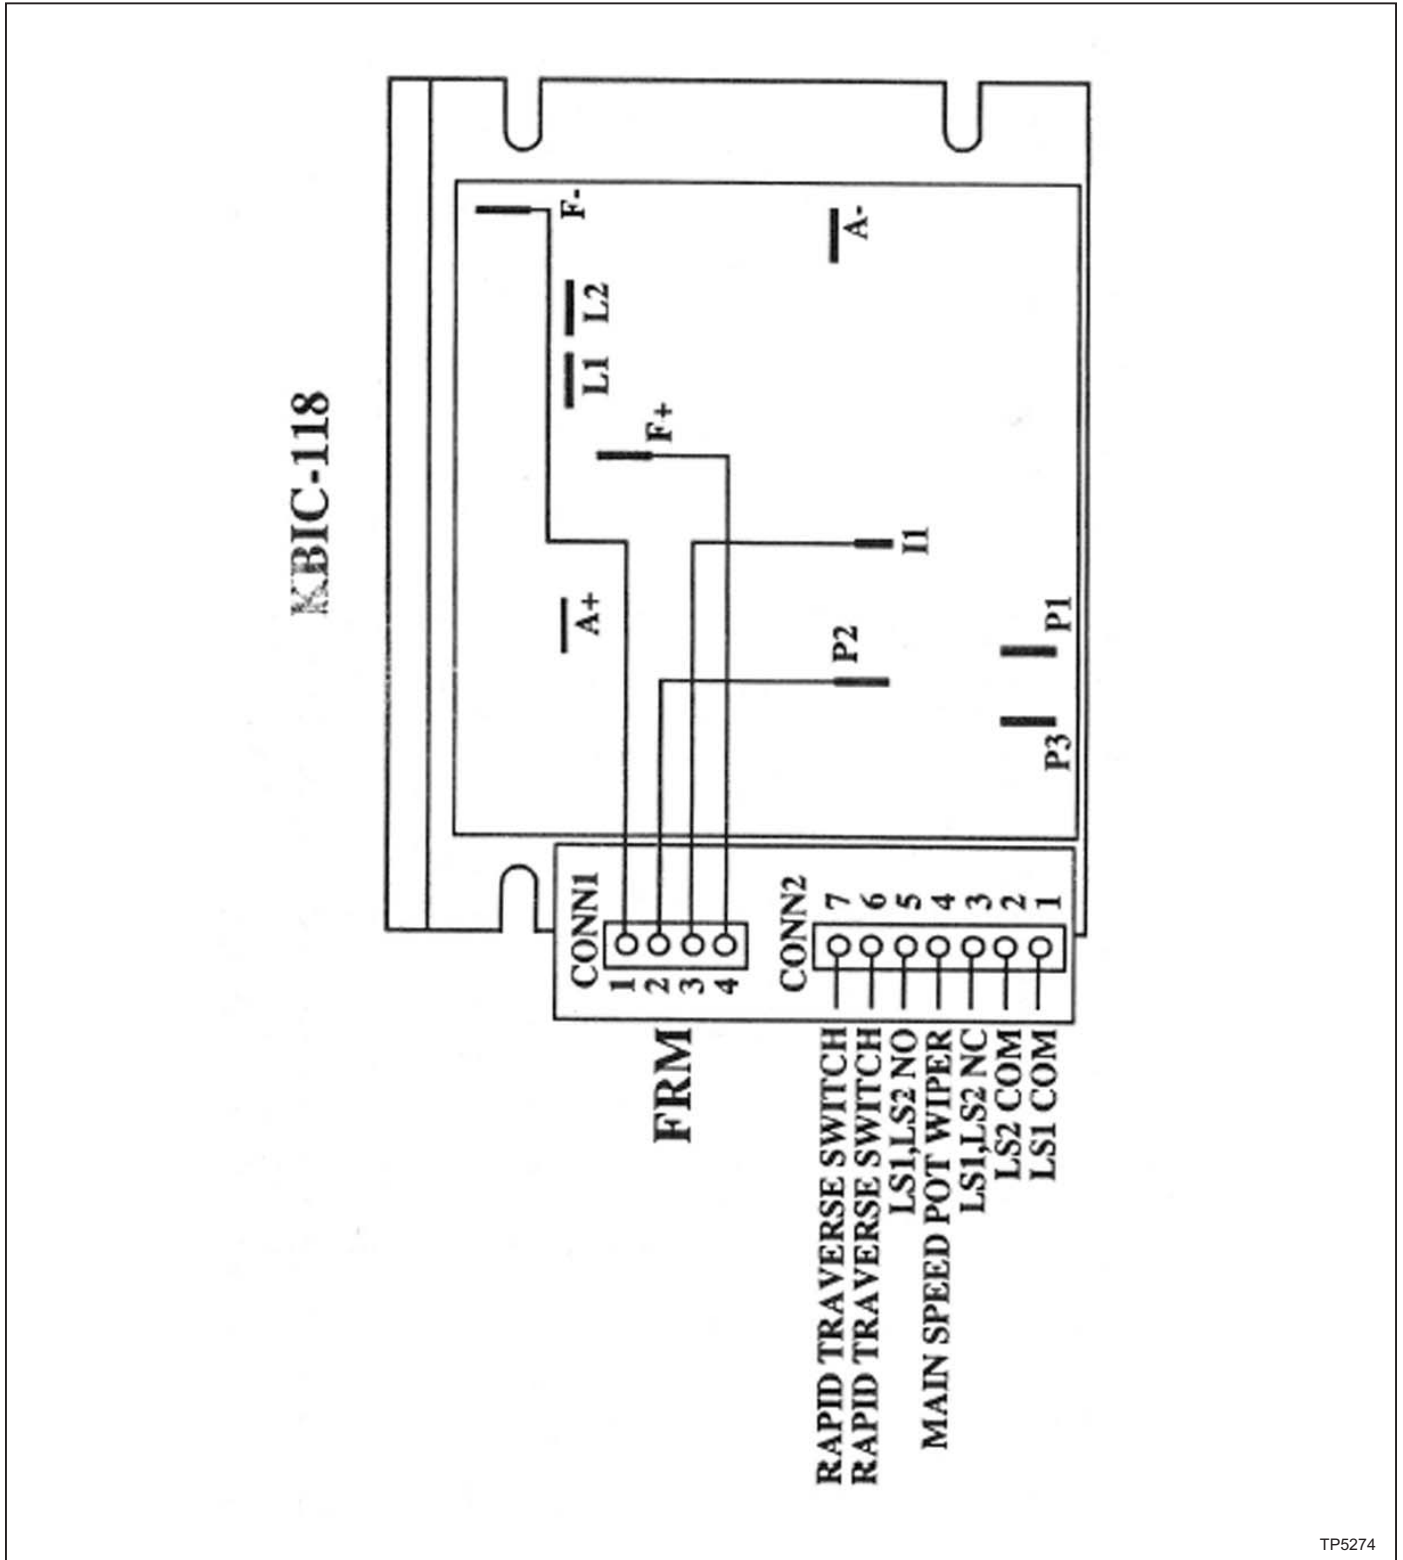 KBIC-118
F-
L2
L1
F+
A-
A+
I1
P2
P1
P3
CONN1
1
2
3
4
FRM
CONN2
7
6
5
4
3
2
1
RAPID TRAVERSE SWITCH
RAPID TRAVERSE SWITCH
LS1,LS2 NO
MAIN SPEED POT WIPER
LS1,LS2 NC
LS2 COM
LS1 COM
TP5274